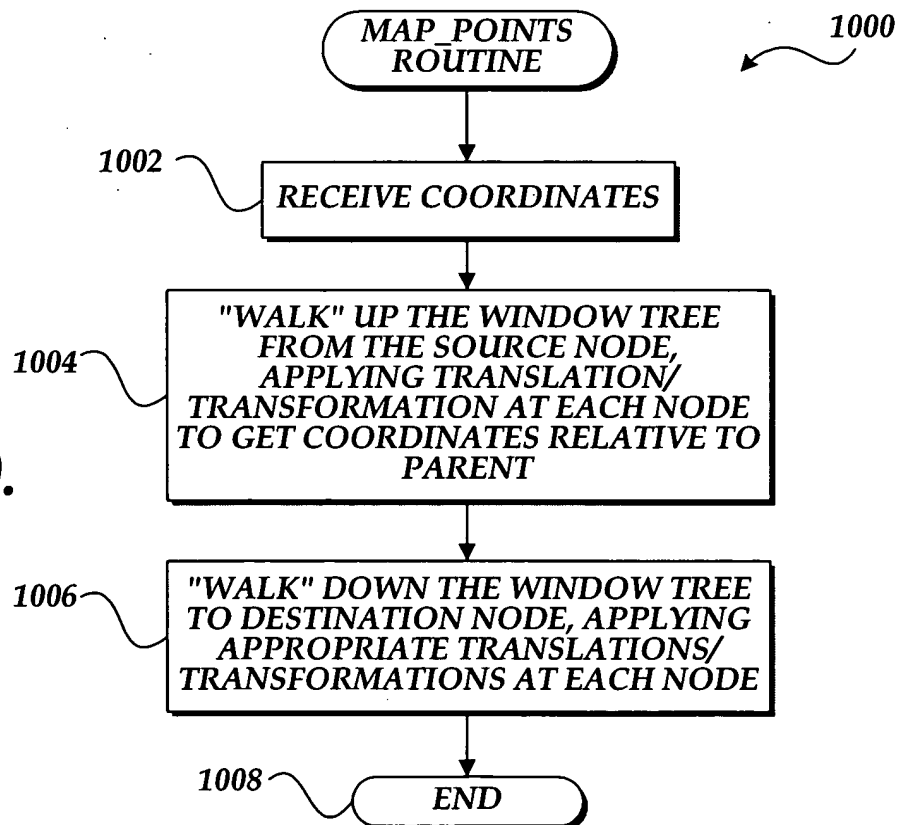 MAP_POINTS
ROUTINE
1000
1002
RECEIVE COORDINATES
1004
"WALK" UP THE WINDOW TREE
FROM THE SOURCE NODE,
APPLYING TRANSLATION/
TRANSFORMATION AT EACH NODE
TO GET COORDINATES RELATIVE TO
PARENT
1006
"WALK" DOWN THE WINDOW TREE
TO DESTINATION NODE, APPLYING
APPROPRIATE TRANSLATIONS/
TRANSFORMATIONS AT EACH NODE
1008
END